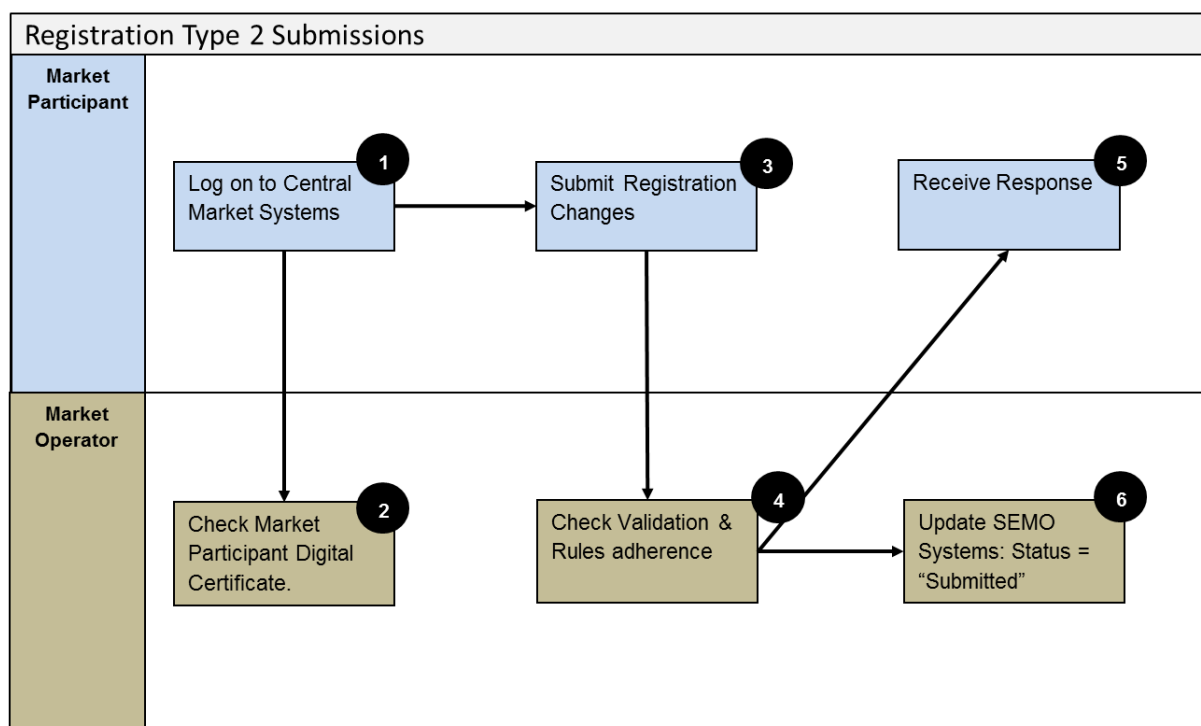 Registration Type 2 Submissions
Market
Participant
1
Log on to Central
Market Systems
3
Submit Registration
Changes
5
Receive Response
Market
Operator
2
Check Market
Participant Digital
Certificate.
4
Check Validation &
Rules adherence
6
Update SEMO
Systems: Status =
“Submitted”